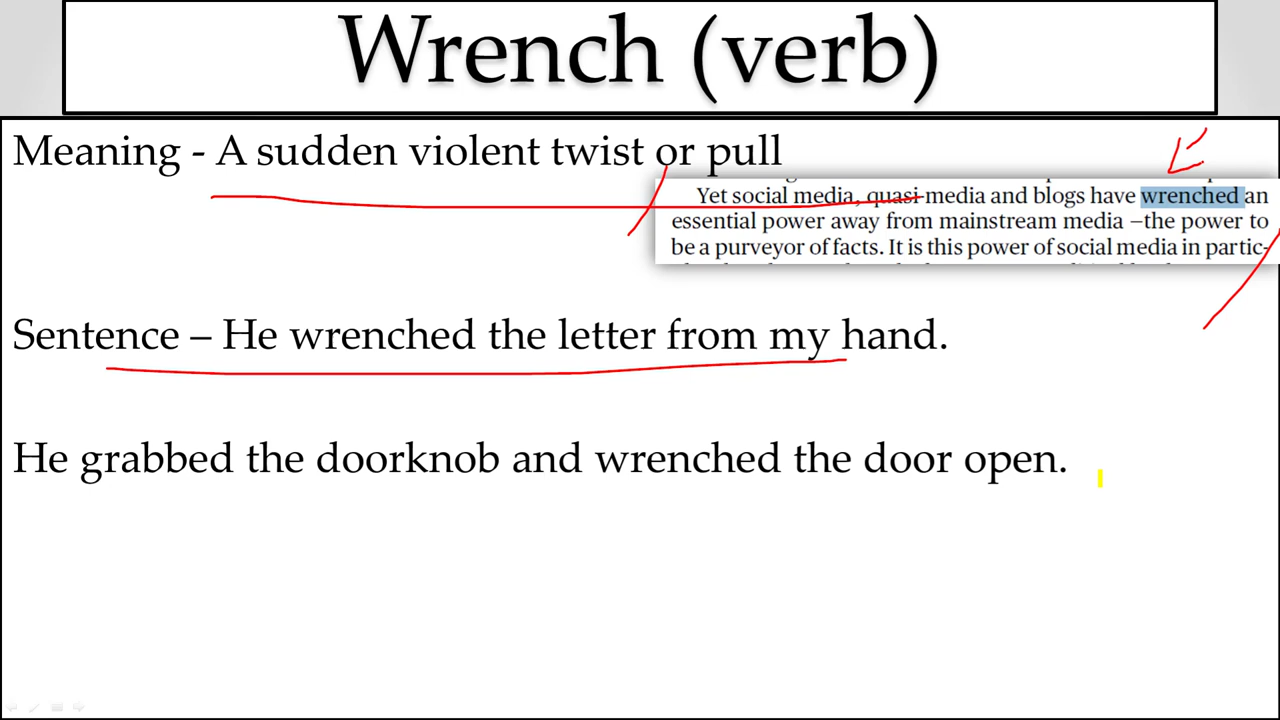 Wrench (verb)
Meaning - A sudden violent twist or pull
Yet social media, quasi-media and blogs have wrenched an
essential power away from mainstream media –the power to
be a purveyor of facts. It is this power of social media in partic-
Sentence – He wrenched the letter from my hand.
He grabbed the doorknob and wrenched the door open.